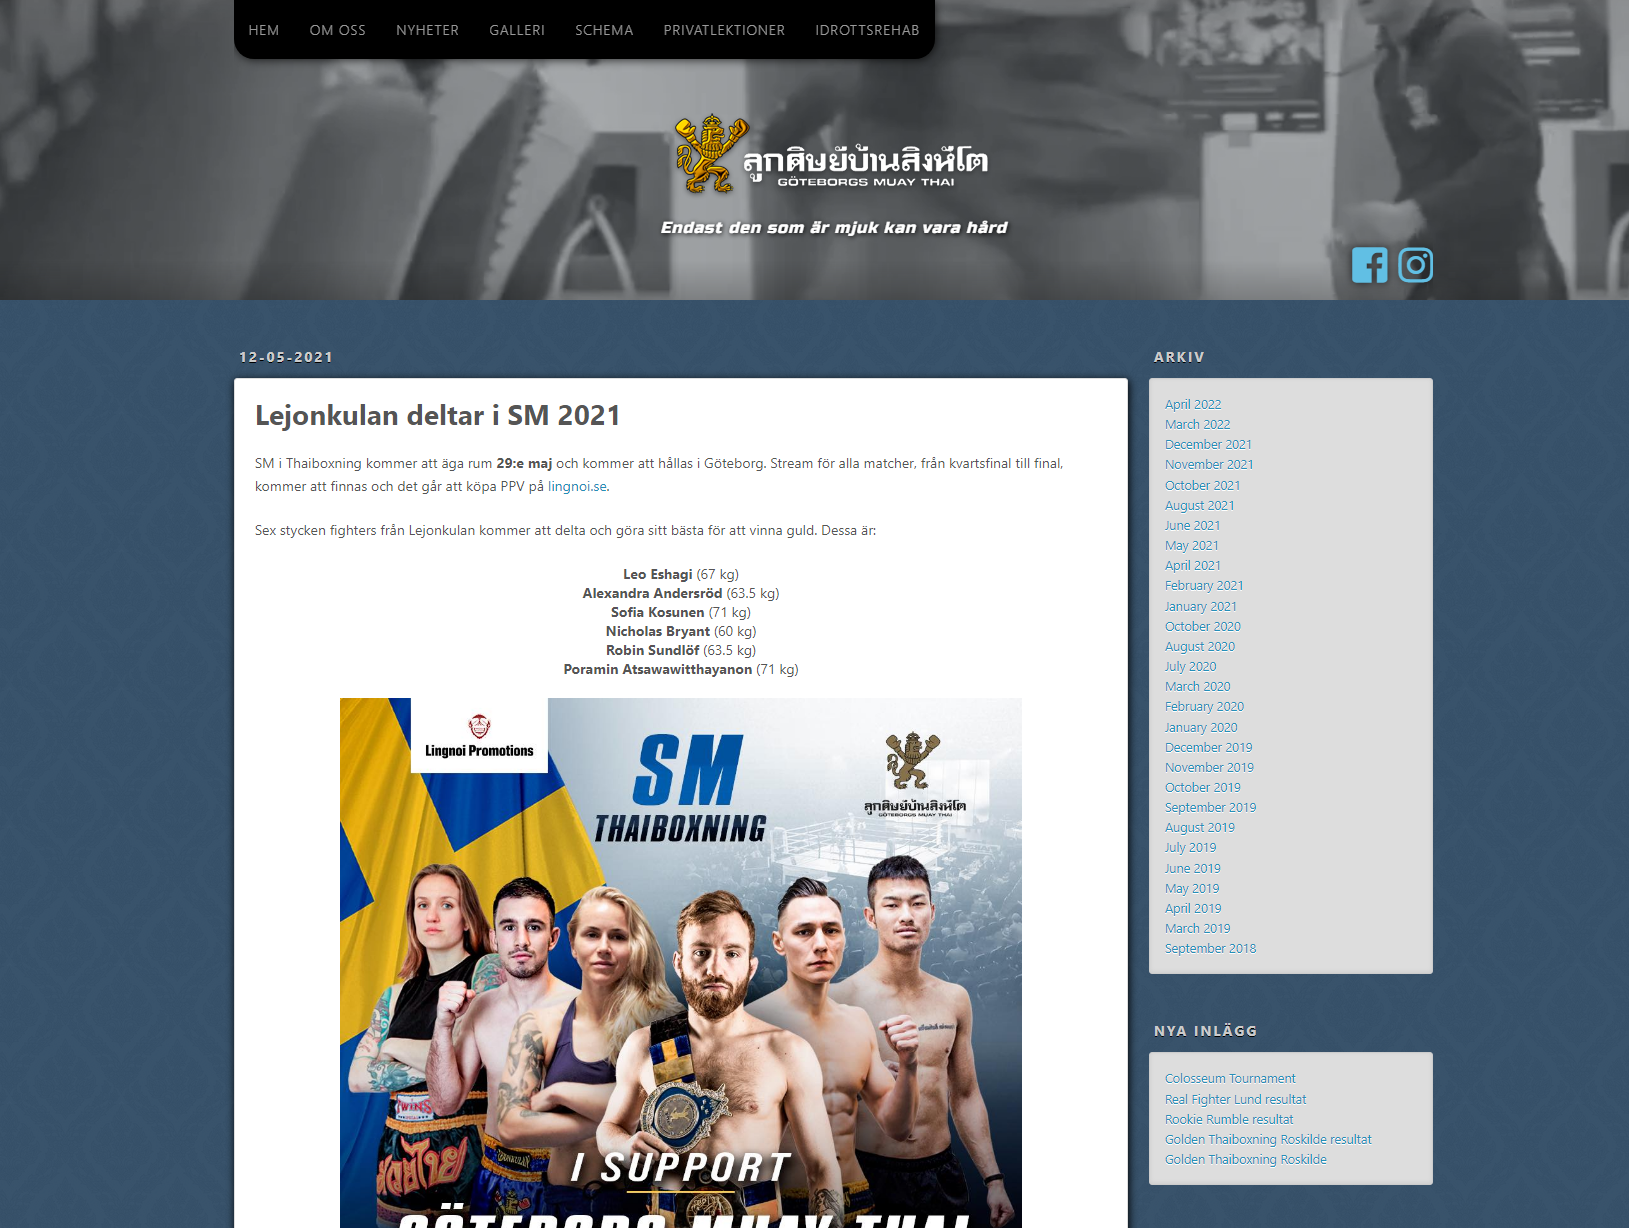 HEM OM OSS NYHETER GALLERI SCHEMA PRIVATLEKTIONER IDROTTSREHAB
ลูกศิษย์บ้านสิงห์โต
GÖTEBORGS MUAY THAI
Endast den som är mjuk kan vara hård
12-05-2021
Lejonkulan deltar i SM 2021
SM i Thaiboxning kommer att äga rum 29:e maj och kommer att hållas i Göteborg. Stream för alla matcher, från kvartsfinal till final,
kommer att finnas och det går att köpa PPV på lingnoi.se.
Sex stycken fighters från Lejonkulan kommer att delta och göra sitt bästa för att vinna guld. Dessa är:
Leo Eshagi (67 kg)
Alexandra Andersröd (63.5 kg)
Sofia Kosunen (71 kg)
Nicholas Bryant (60 kg)
Robin Sundlöf (63.5 kg)
Poramin Atsawawitthayanon (71 kg)
Lingnoi Promotions
SM
THAIBOXNING
ลูกศิษย์บ้านสิงห์โต
GÖTEBORGS MUAY THAI
TWINS
I SUPPORT
GÖTEBORG MUAY THAI
ARKIV
April 2022
March 2022
December 2021
November 2021
October 2021
August 2021
June 2021
May 2021
April 2021
February 2021
January 2021
October 2020
August 2020
July 2020
March 2020
February 2020
January 2020
December 2019
November 2019
October 2019
September 2019
August 2019
July 2019
June 2019
May 2019
April 2019
March 2019
September 2018
NYA INLÄGG
Colosseum Tournament
Real Fighter Lund resultat
Rookie Rumble resultat
Golden Thaiboxning Roskilde resultat
Golden Thaiboxning Roskilde